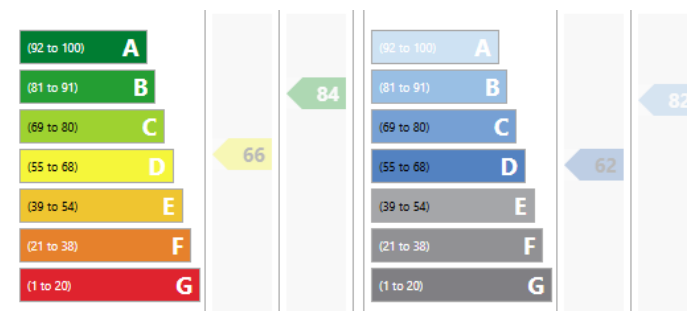 (92 to 100) A
(81 to 91) B
84
(69 to 80) C
66
(55 to 68) D
(39 to 54) E
(21 to 38) F
(1 to 20) G
(92 to 100) A
(81 to 91) B
82
(69 to 80) C
(55 to 68) D
62
(39 to 54) E
(21 to 38) F
(1 to 20) G